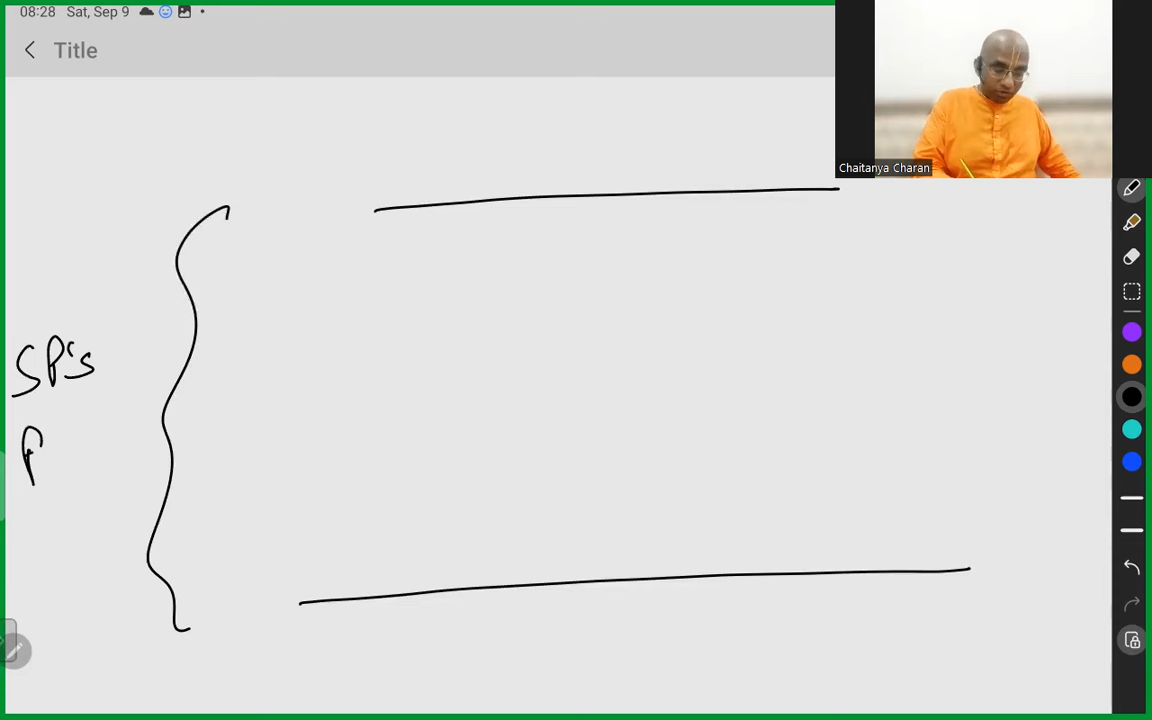 08:28 Sat, Sep 9
Title
Chaitanya Charan
SP's
P